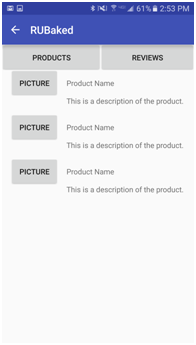 61% 2:53 PM
RUBaked
PRODUCTS REVIEWS
PICTURE Product Name
This is a description of the product.
PICTURE Product Name
This is a description of the product.
PICTURE Product Name
This is a description of the product.